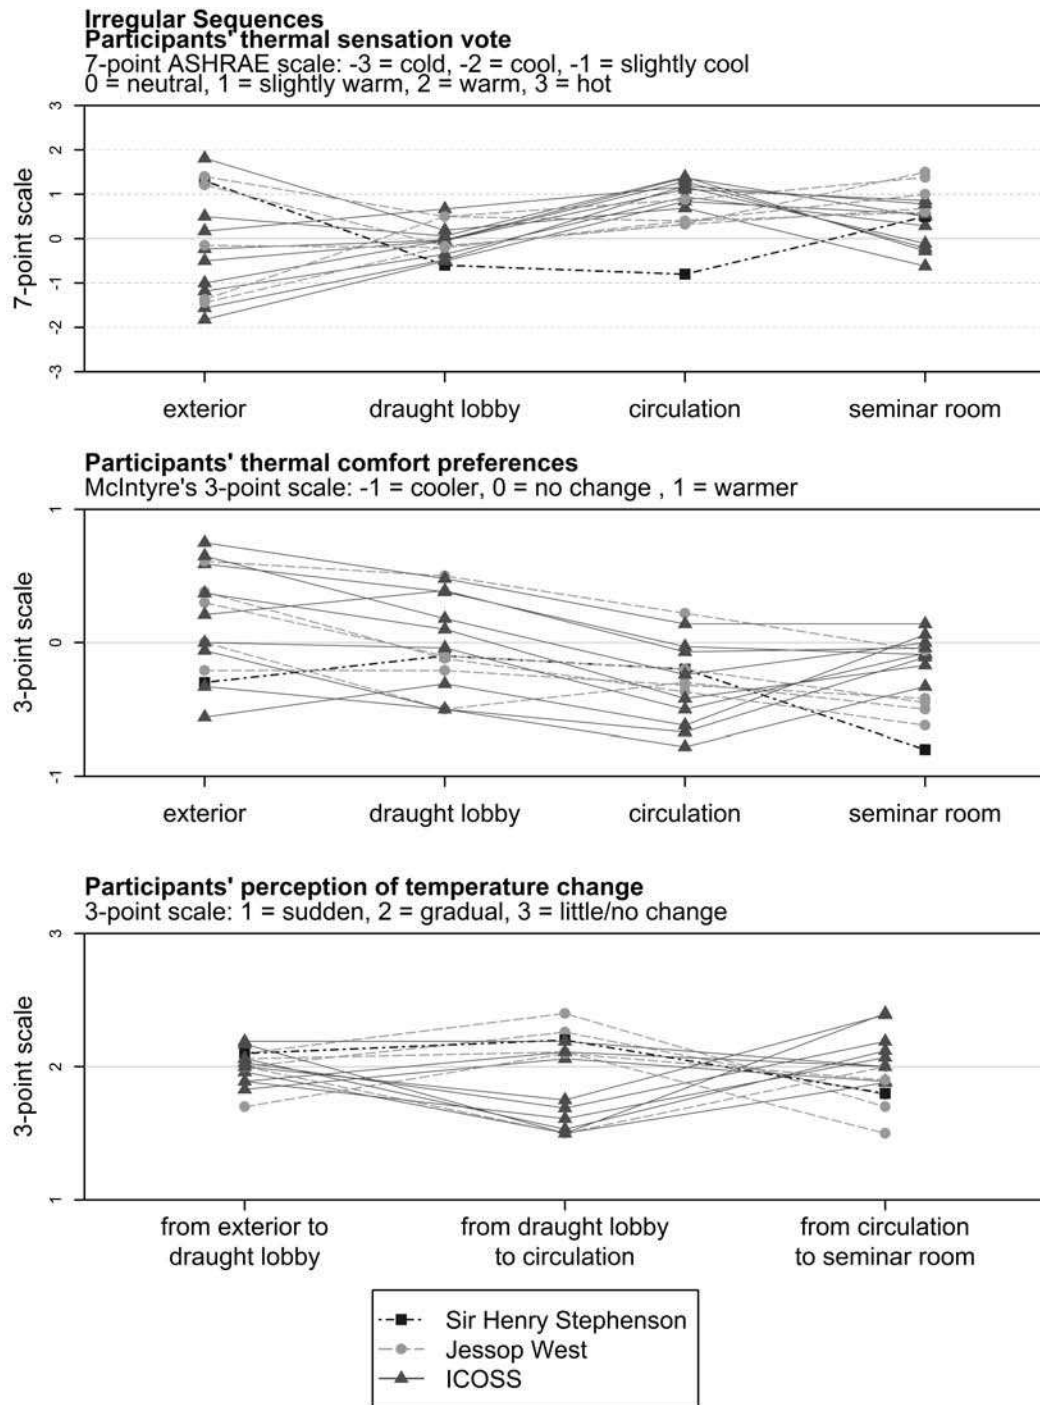 Irregular Sequences
Participants' thermal sensation vote
7-point ASHRAE scale: -3 = cold, -2 = cool, -1 = slightly cool
0 = neutral, 1 = slightly warm, 2 = warm, 3 = hot
7-point scale
3
2
1
0
-1
-2
-3
exterior draught lobby circulation seminar room
Participants' thermal comfort preferences
McIntyre's 3-point scale: -1 = cooler, 0 = no change , 1 = warmer
3-point scale
1
0
-1
exterior draught lobby circulation seminar room
Participants' perception of temperature change
3-point scale: 1 = sudden, 2 = gradual, 3 = little/no change
3-point scale
3
2
1
from exterior to from draught lobby from circulation
draught lobby to circulation to seminar room
Sir Henry Stephenson
Jessop West
ICOSS